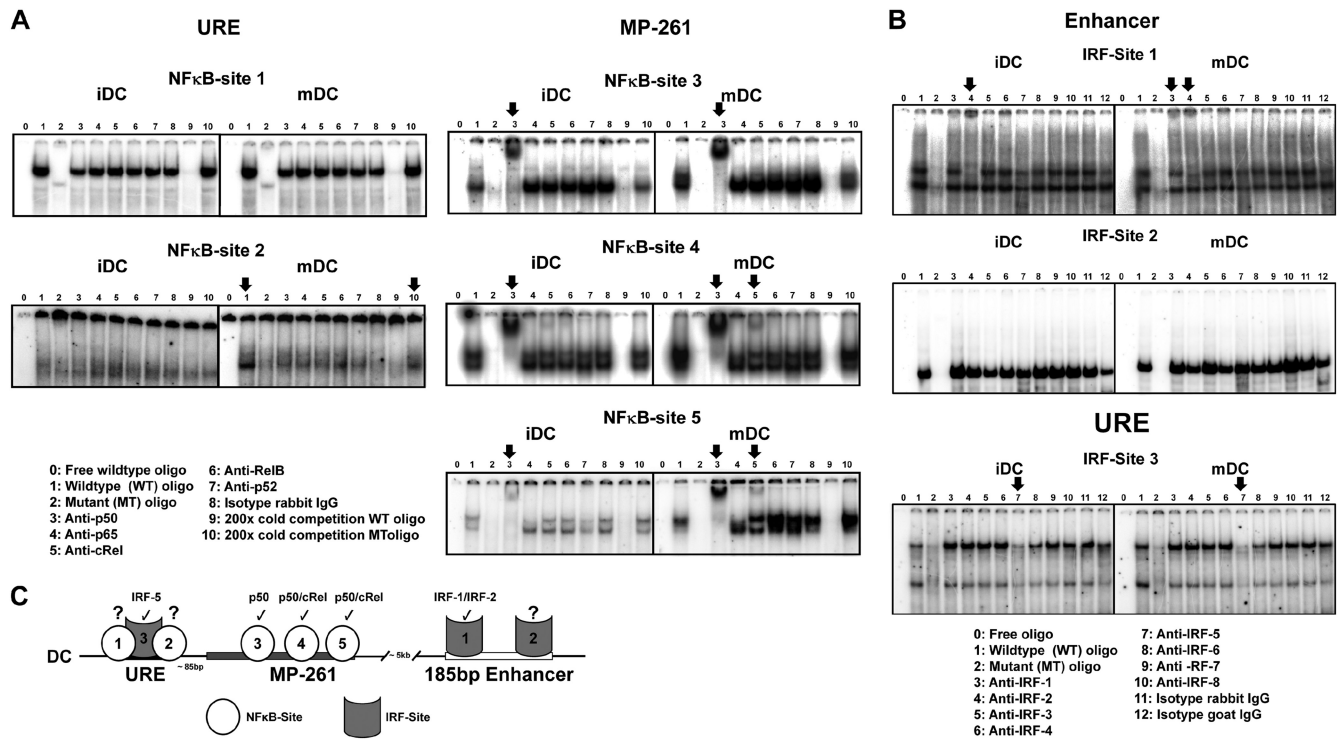 A
URE
MP-261
NFκB-site 1
iDC mDC
0 1 2 3 4 5 6 7 8 9 10 0 1 2 3 4 5 6 7 8 9 10
NFκB-site 3
iDC mDC
0 1 2 3 4 5 6 7 8 9 10 0 1 2 3 4 5 6 7 8 9 10
NFκB-site 2
iDC mDC
0 1 2 3 4 5 6 7 8 9 10 0 1 2 3 4 5 6 7 8 9 10
NFκB-site 4
iDC mDC
0 1 2 3 4 5 6 7 8 9 10 0 1 2 3 4 5 6 7 8 9 10
NFκB-site 5
iDC mDC
0 1 2 3 4 5 6 7 8 9 10 0 1 2 3 4 5 6 7 8 9 10
0: Free wildtype oligo
1: Wildtype (WT) oligo
2: Mutant (MT) oligo
3: Anti-p50
4: Anti-p65
5: Anti-cRel
6: Anti-RelB
7: Anti-p52
8: Isotype rabbit IgG
9: 200x cold competition WT oligo
10: 200x cold competition MToligo
B
Enhancer
IRF-Site 1
iDC mDC
0 1 2 3 4 5 6 7 8 9 10 11 12 0 1 2 3 4 5 6 7 8 9 10 11 12
IRF-Site 2
iDC mDC
0 1 2 3 4 5 6 7 8 9 10 11 12 0 1 2 3 4 5 6 7 8 9 10 11 12
URE
IRF-Site 3
iDC mDC
0 1 2 3 4 5 6 7 8 9 10 11 12 0 1 2 3 4 5 6 7 8 9 10 11 12
0: Free oligo
1: Wildtype (WT) oligo
2: Mutant (MT) oligo
3: Anti-IRF-1
4: Anti-IRF-2
5: Anti-IRF-3
6: Anti-IRF-4
7: Anti-IRF-5
8: Anti-IRF-6
9: Anti -RF-7
10: Anti-IRF-8
11: Isotype rabbit IgG
12: Isotype goat IgG
C
IRF-5 p50 p50/cRel p50/cRel IRF-1/IRF-2
? ✓ ? ✓ ✓ ✓ ✓ ?
DC 1 3 2 3 4 5 1 2
~ 85bp ~ 5kb
URE MP-261 185bp Enhancer
NFκB-Site IRF-Site